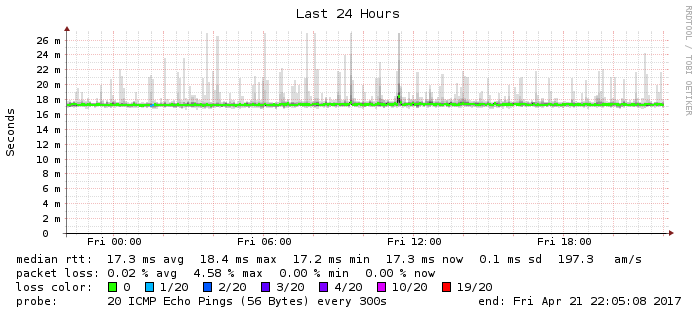 Last 24 Hours
RRDTOOL / TOBI OETIKER
Seconds
26 m
24 m
22 m
20 m
18 m
16 m
14 m
12 m
10 m
8 m
6 m
4 m
2 m
0
Fri 00:00 Fri 06:00 Fri 12:00 Fri 18:00
median rtt: 17.3 ms avg 18.4 ms max 17.2 ms min 17.3 ms now 0.1 ms sd 197.3 am/s
packet loss: 0.02 % avg 4.58 % max 0.00 % min 0.00 % now
loss color: 0 1/20 2/20 3/20 4/20 10/20 19/20
probe: 20 ICMP Echo Pings (56 Bytes) every 300s end: Fri Apr 21 22:05:08 2017